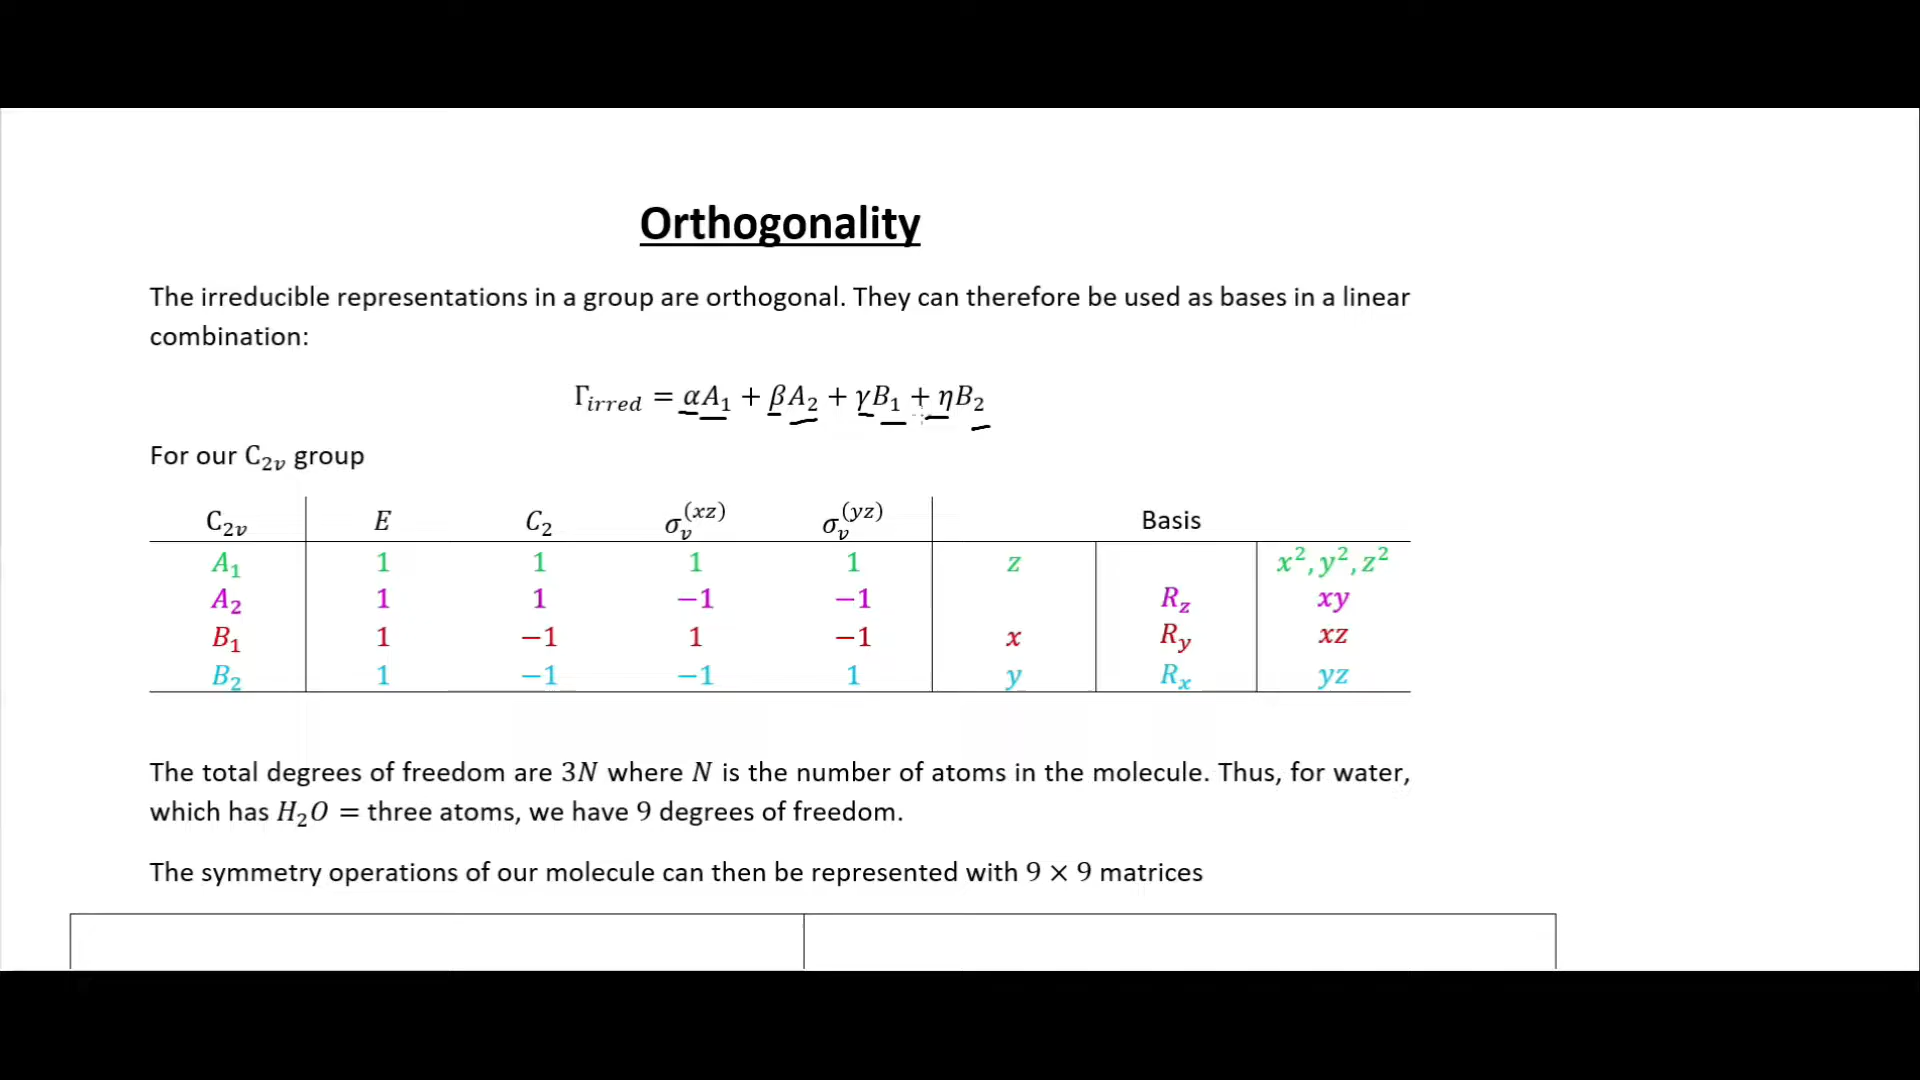 Orthogonality
The irreducible representations in a group are orthogonal. They can therefore be used as bases in a linear
combination:
Γ_irred = αA₁ + βA₂ + γB₁ + ηB₂
For our C₂ᵥ group
C₂ᵥ E C₂ σᵥ^(xz) σᵥ^(yz) Basis
A₁ 1 1 1 1 z x², y², z²
A₂ 1 1 −1 −1 R_z xy
B₁ 1 −1 1 −1 x R_y xz
B₂ 1 −1 −1 1 y R_x yz
The total degrees of freedom are 3N where N is the number of atoms in the molecule. Thus, for water,
which has H₂O = three atoms, we have 9 degrees of freedom.
The symmetry operations of our molecule can then be represented with 9 × 9 matrices